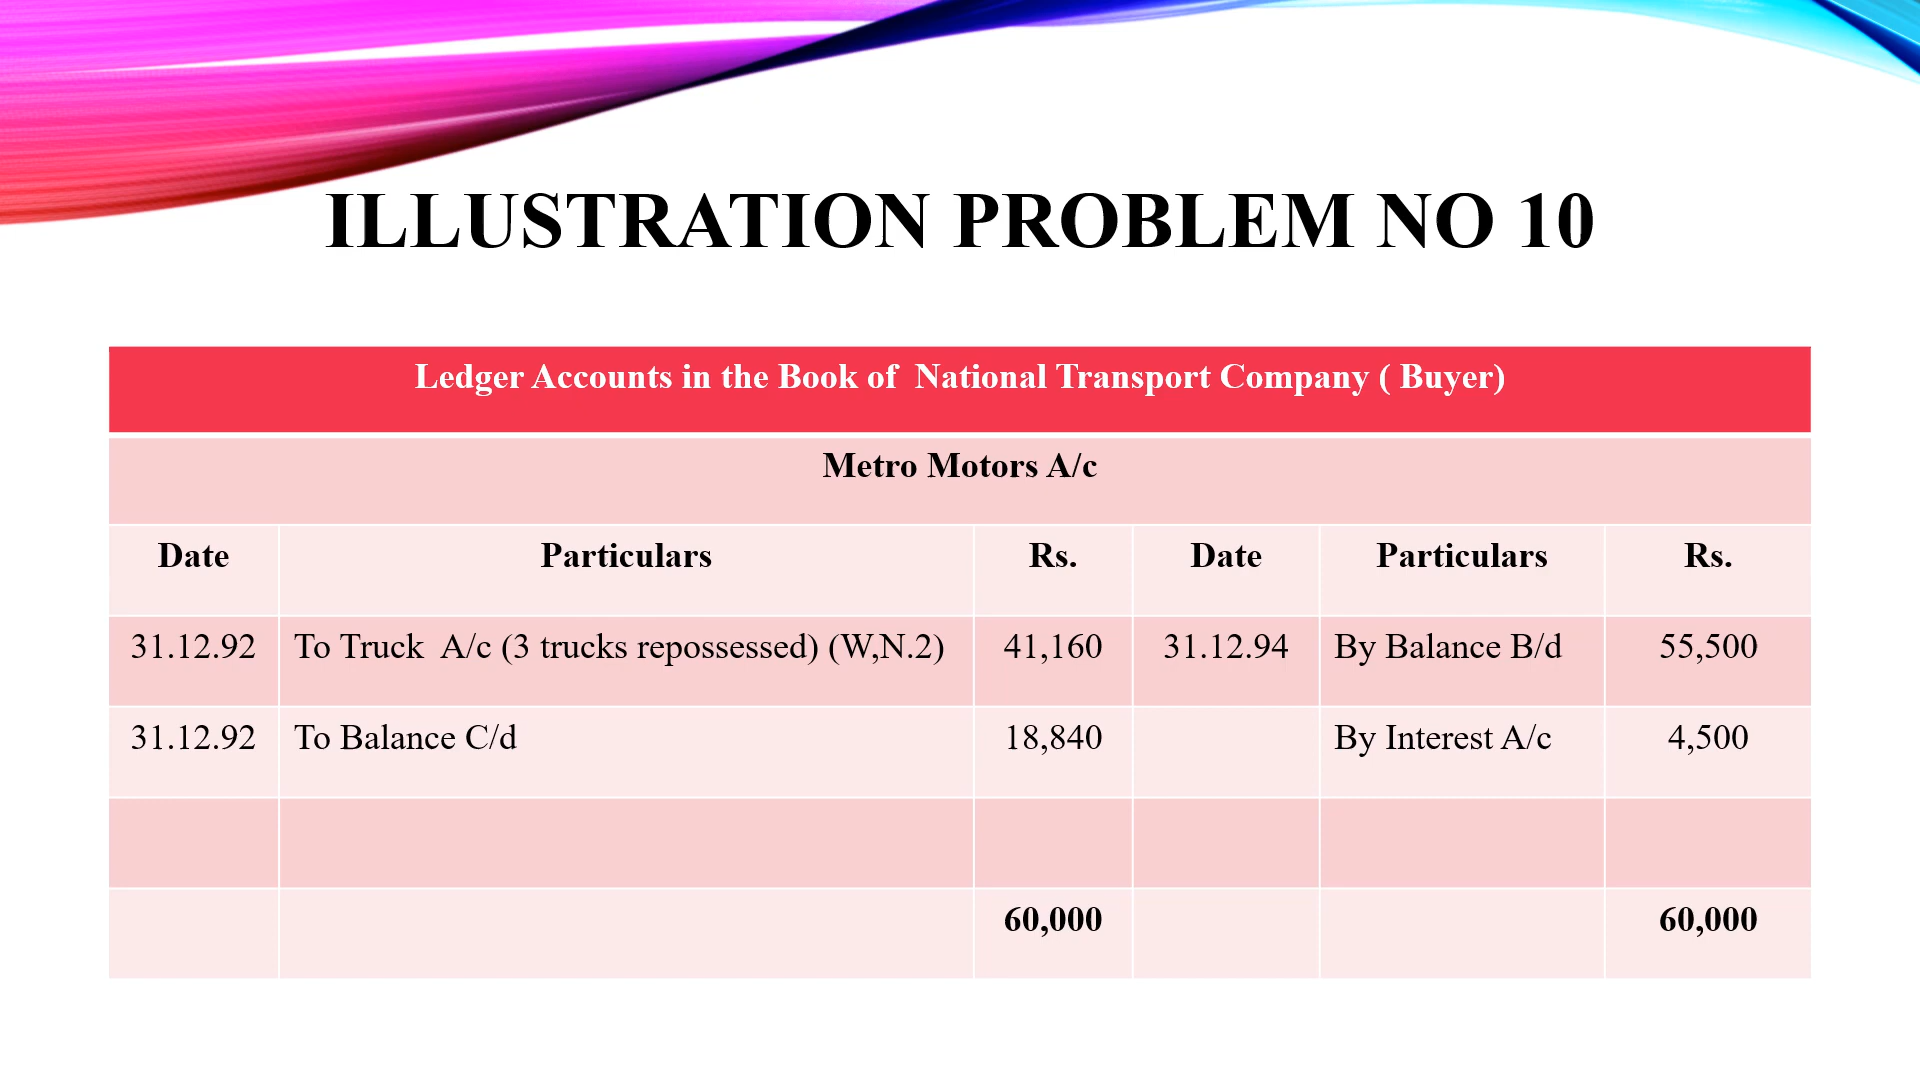 ILLUSTRATION PROBLEM NO 10
Ledger Accounts in the Book of  National Transport Company ( Buyer)
Metro Motors A/c
Date Particulars Rs. Date Particulars Rs.
31.12.92 To Truck  A/c (3 trucks repossessed) (W,N.2) 41,160 31.12.94 By Balance B/d 55,500
31.12.92 To Balance C/d 18,840 By Interest A/c 4,500
60,000 60,000